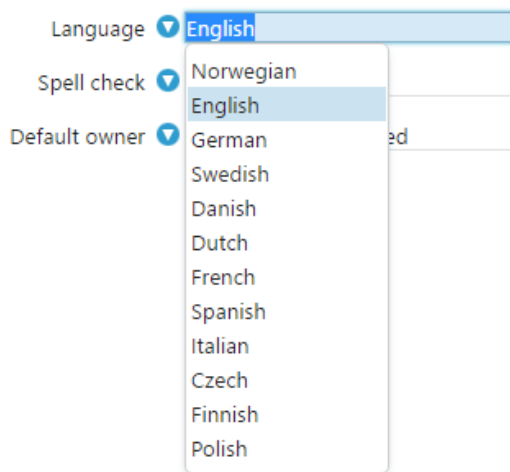 Language English
Spell check
Norwegian
English
Default owner
German
ed
Swedish
Danish
Dutch
French
Spanish
Italian
Czech
Finnish
Polish